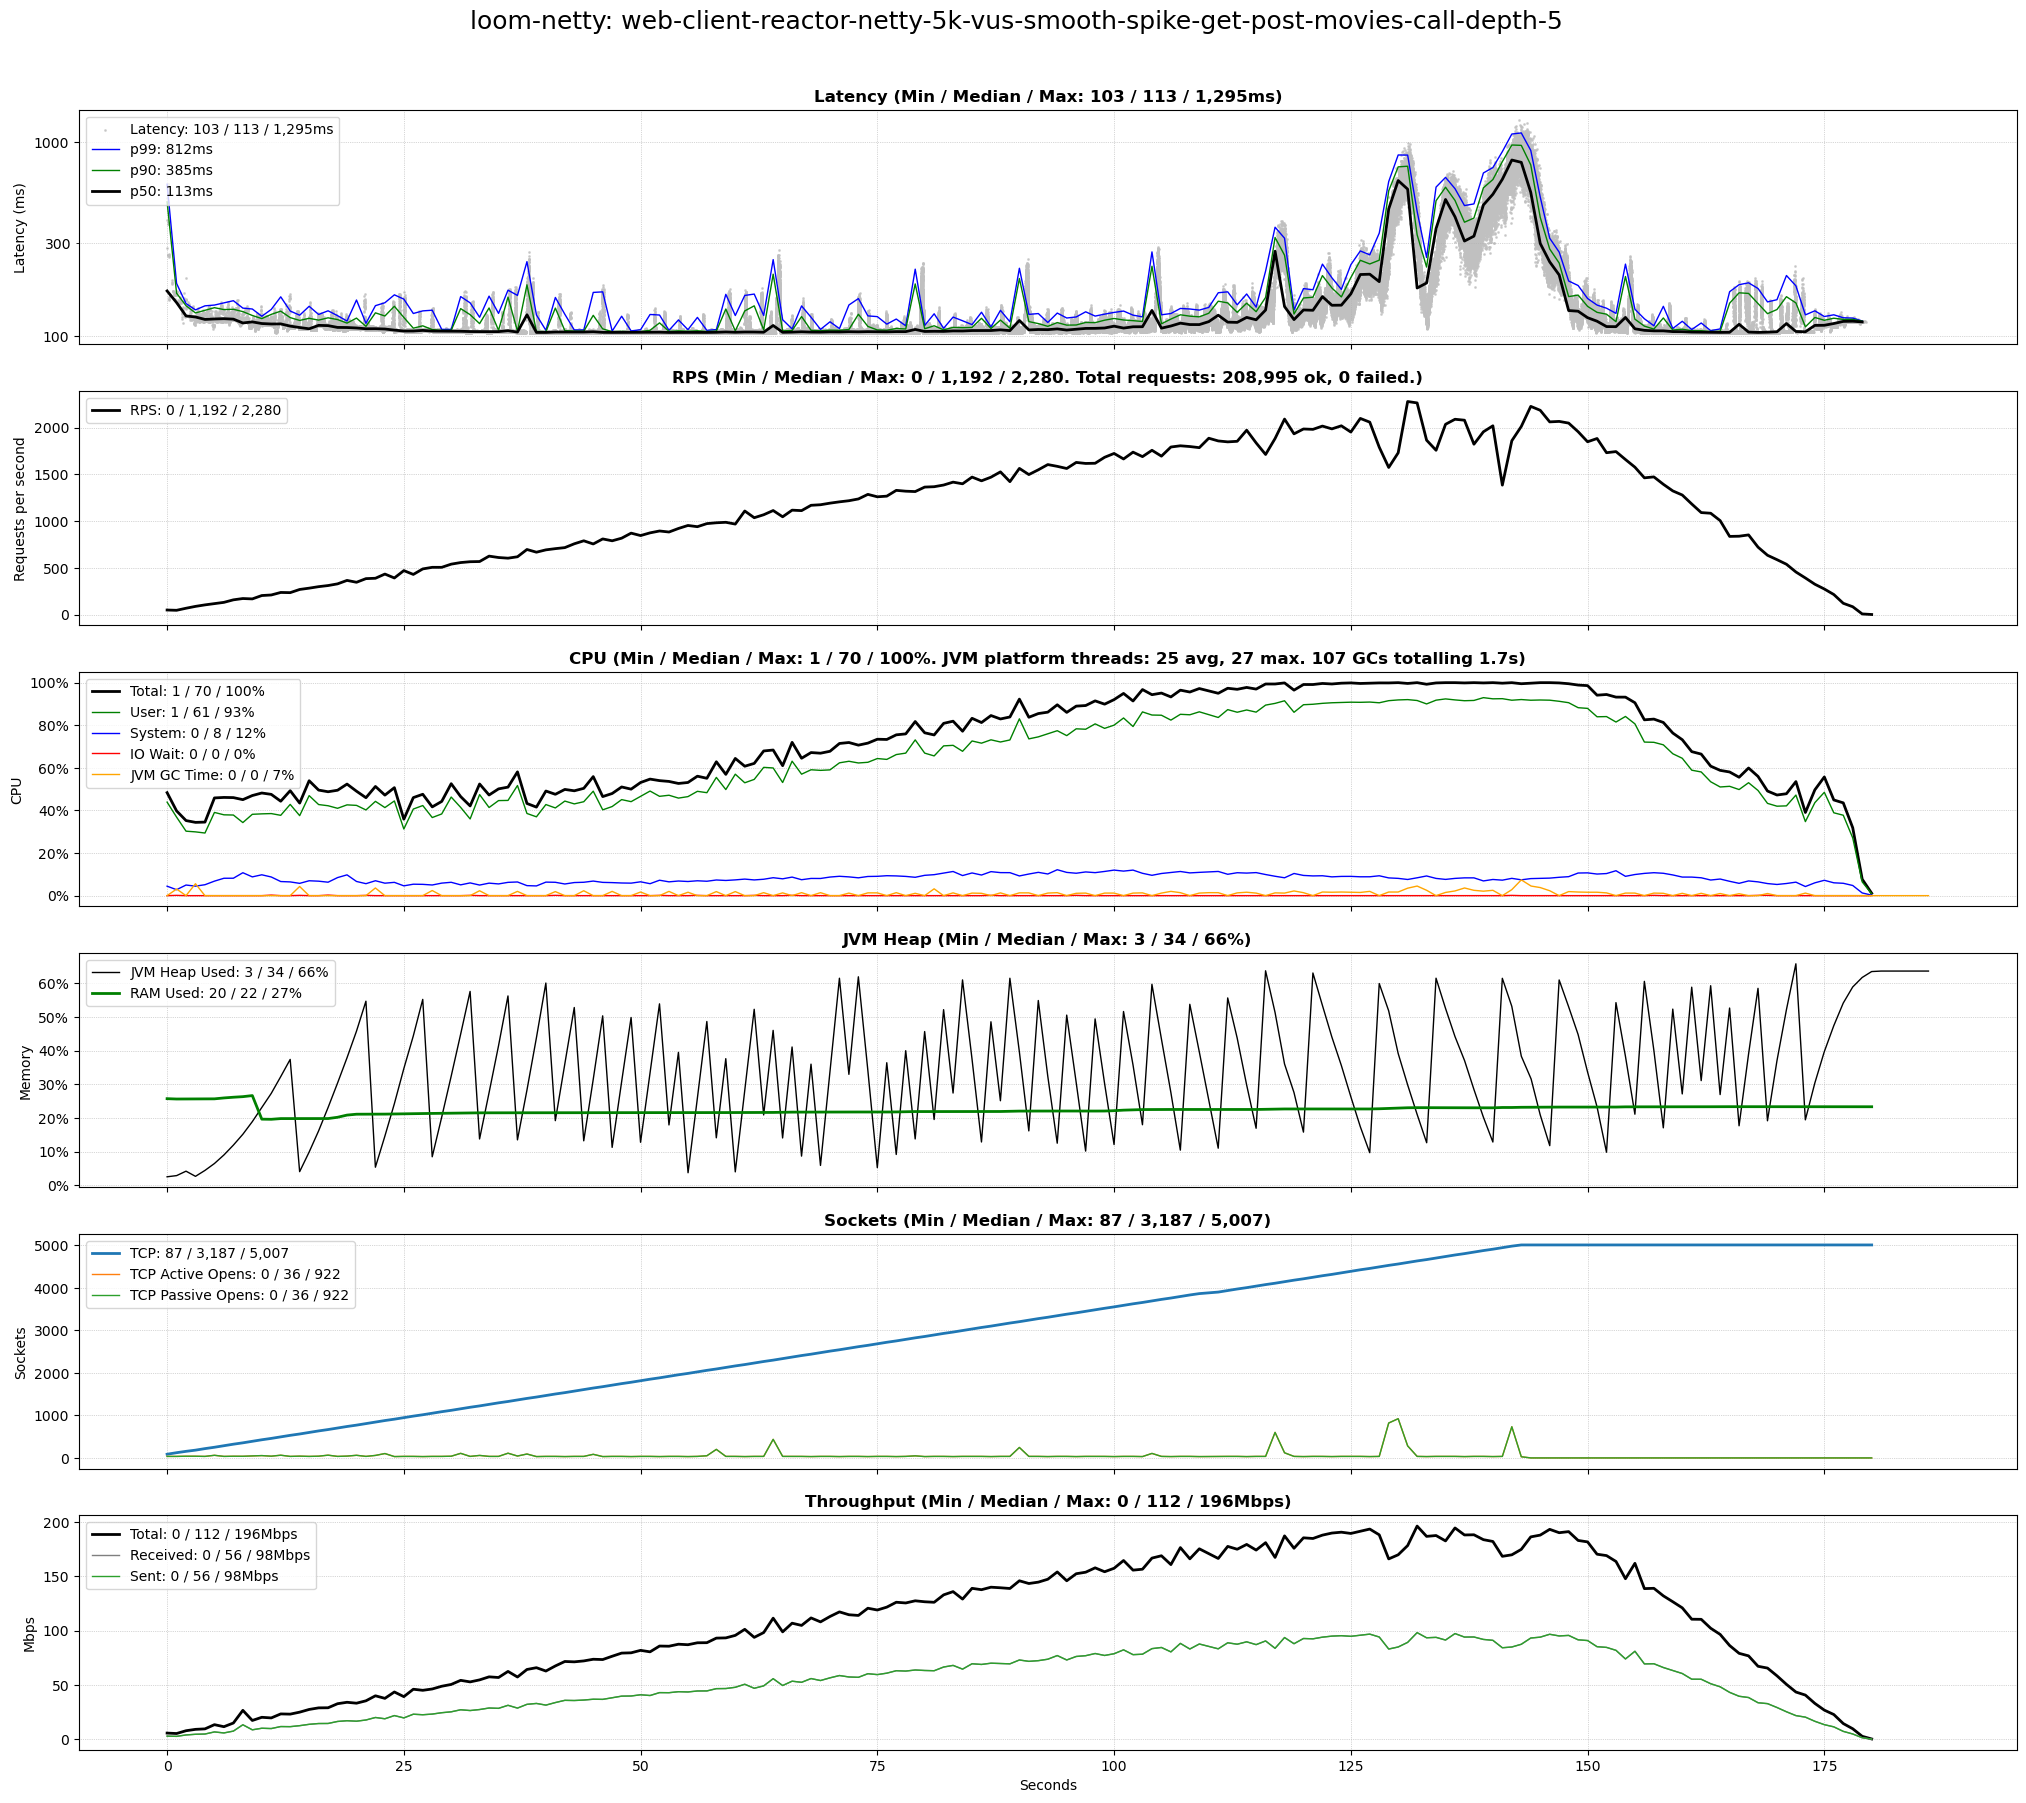 loom-netty: web-client-reactor-netty-5k-vus-smooth-spike-get-post-movies-call-depth-5
Latency (Min / Median / Max: 103 / 113 / 1,295ms)
Latency: 103 / 113 / 1,295ms
p99: 812ms
p90: 385ms
p50: 113ms
Latency (ms)
1000
300
100
RPS (Min / Median / Max: 0 / 1,192 / 2,280. Total requests: 208,995 ok, 0 failed.)
RPS: 0 / 1,192 / 2,280
Requests per second
2000
1500
1000
500
0
CPU (Min / Median / Max: 1 / 70 / 100%. JVM platform threads: 25 avg, 27 max. 107 GCs totalling 1.7s)
Total: 1 / 70 / 100%
User: 1 / 61 / 93%
System: 0 / 8 / 12%
IO Wait: 0 / 0 / 0%
JVM GC Time: 0 / 0 / 7%
CPU
100%
80%
60%
40%
20%
0%
JVM Heap (Min / Median / Max: 3 / 34 / 66%)
JVM Heap Used: 3 / 34 / 66%
RAM Used: 20 / 22 / 27%
Memory
60%
50%
40%
30%
20%
10%
0%
Sockets (Min / Median / Max: 87 / 3,187 / 5,007)
TCP: 87 / 3,187 / 5,007
TCP Active Opens: 0 / 36 / 922
TCP Passive Opens: 0 / 36 / 922
Sockets
5000
4000
3000
2000
1000
0
Throughput (Min / Median / Max: 0 / 112 / 196Mbps)
Total: 0 / 112 / 196Mbps
Received: 0 / 56 / 98Mbps
Sent: 0 / 56 / 98Mbps
Mbps
200
150
100
50
0
0 25 50 75 100 125 150 175
Seconds